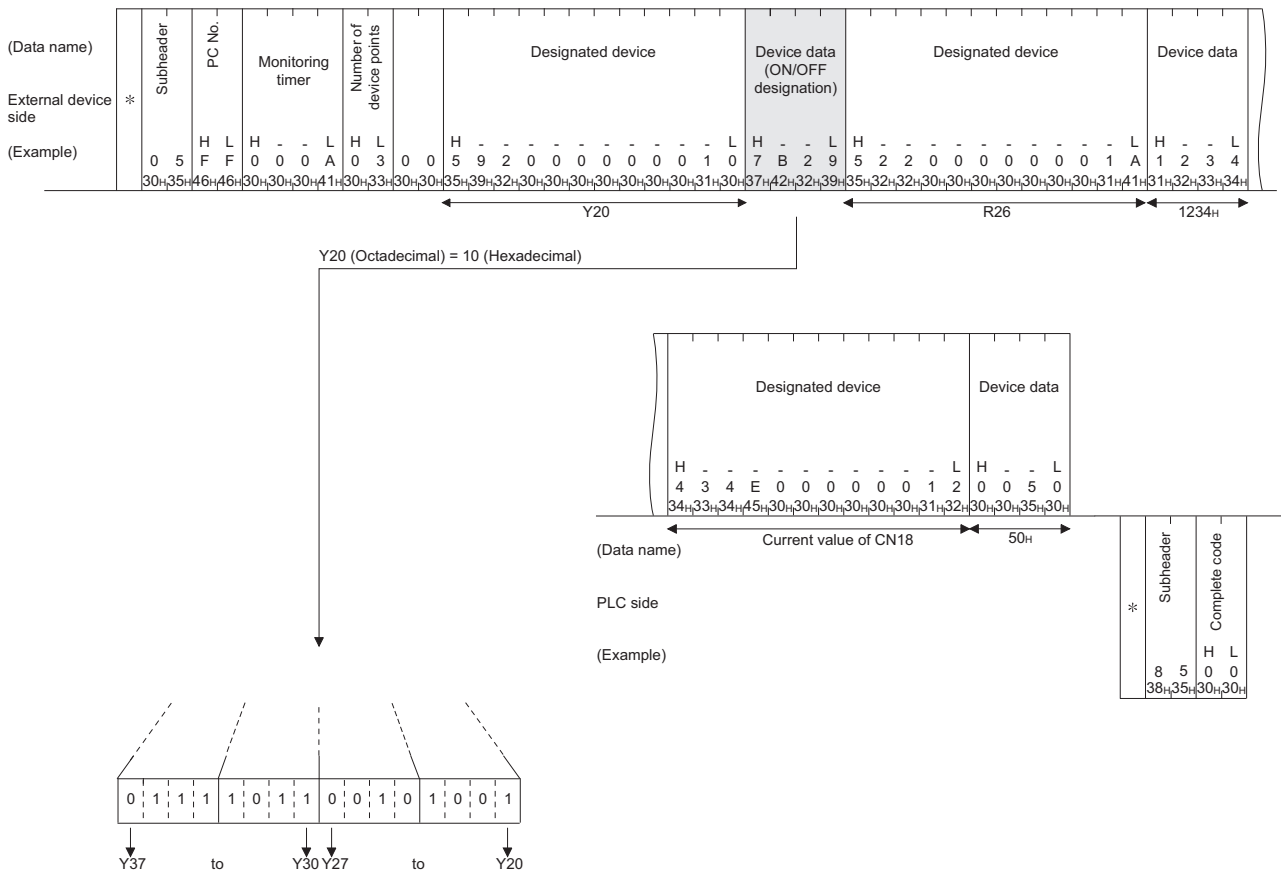 (Data name)
External device side
(Example)
*
Subheader
0 5
30H 35H
PC No.
H L
F F
46H 46H
Monitoring timer
H - - L
0 0 0 A
30H 30H 30H 41H
Number of device points
H L
0 3
30H 33H
0 0
30H 30H
Designated device
H - - - - - - - - - - L
5 9 2 0 0 0 0 0 0 0 1 0
35H 39H 32H 30H 30H 30H 30H 30H 30H 30H 31H 30H
Y20
Device data (ON/OFF designation)
H - - L
7 B 2 9
37H 42H 32H 39H
Designated device
H - - - - - - - - - - L
5 2 2 0 0 0 0 0 0 0 1 A
35H 32H 32H 30H 30H 30H 30H 30H 30H 30H 31H 41H
R26
Device data
H - - L
1 2 3 4
31H 32H 33H 34H
1234H
Y20 (Octadecimal) = 10 (Hexadecimal)
Designated device
H - - - - - - - - - - L
4 3 4 E 0 0 0 0 0 0 1 2
34H 33H 34H 45H 30H 30H 30H 30H 30H 30H 31H 32H
Current value of CN18
Device data
H - - L
0 0 5 0
30H 30H 35H 30H
50H
(Data name)
PLC side
(Example)
*
Subheader
8 5
38H 35H
Complete code
H L
0 0
30H 30H
0 1 1 1 1 0 1 1 0 0 1 0 1 0 0 1
Y37 to Y30 Y27 to Y20